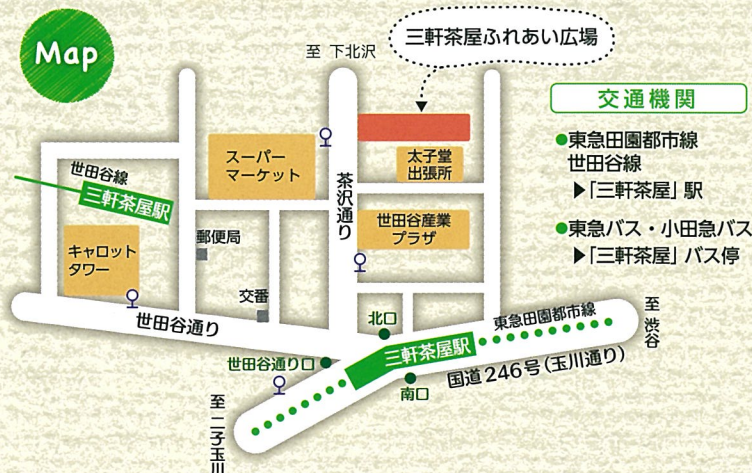 Map
至 下北沢
三軒茶屋ふれあい広場
交通機関
●東急田園都市線
世田谷線
▶「三軒茶屋」駅
●東急バス・小田急バス
▶「三軒茶屋」バス停
スーパー
マーケット
太子堂
出張所
茶沢通り
世田谷産業
プラザ
世田谷線
三軒茶屋駅
キャロット
タワー
郵便局
交番
世田谷通り
北口
東急田園都市線
至 渋谷
世田谷通り口
三軒茶屋駅
国道246号(玉川通り)
南口
至 二子玉川